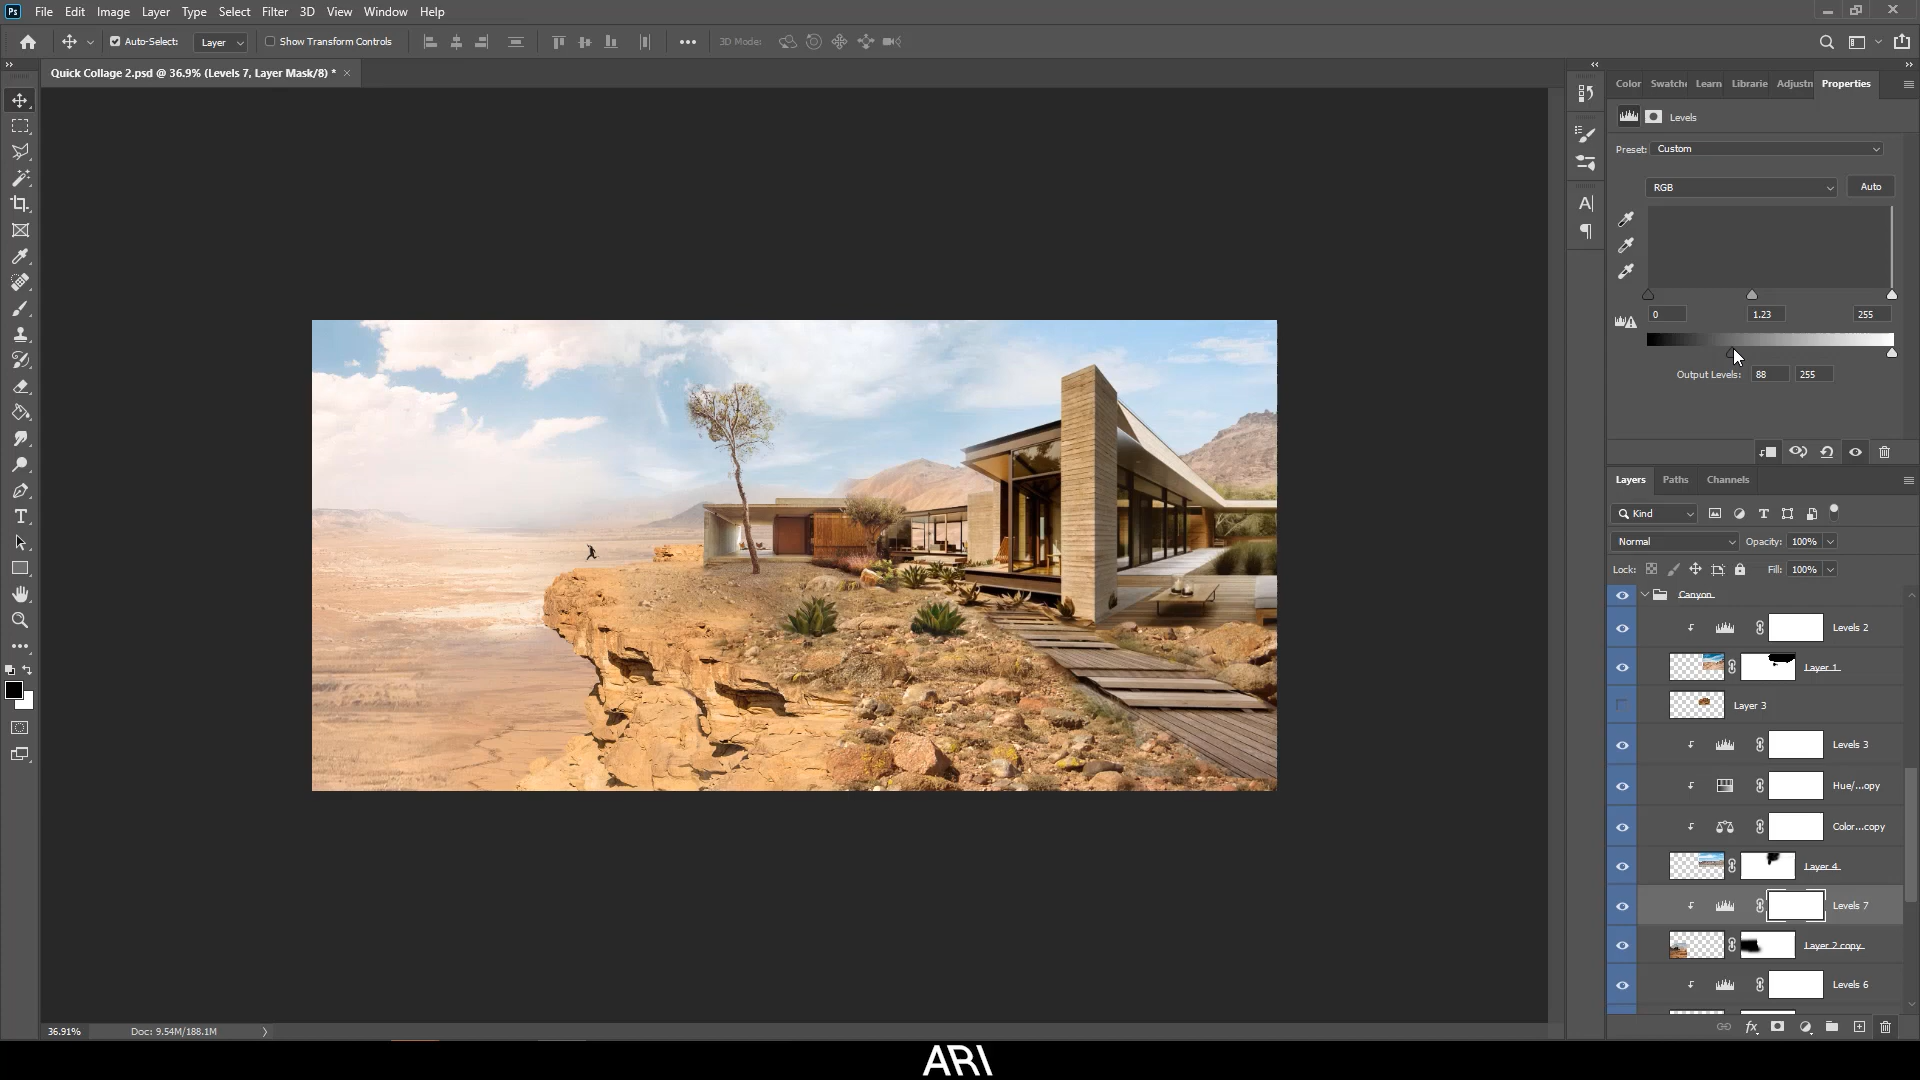 Ps File Edit Image Layer Type Select Filter 3D View Window Help
Auto-Select: Layer Show Transform Controls 3D Mode:
Quick Collage 2.psd @ 36.9% (Levels 7, Layer Mask/8) *
Color Swatche Learn Librarie Adjustn Properties
Levels
Preset: Custom
RGB Auto
0 1.23 255
Output Levels: 88 255
Layers Paths Channels
Kind
Normal Opacity: 100%
Lock: Fill: 100%
Canyon
Levels 2
Layer 1
Layer 3
Levels 3
Hue/...opy
Color...copy
Layer 4
Levels 7
Layer 2 copy
Levels 6
36.91% Doc: 9.54M/188.1M
ARI